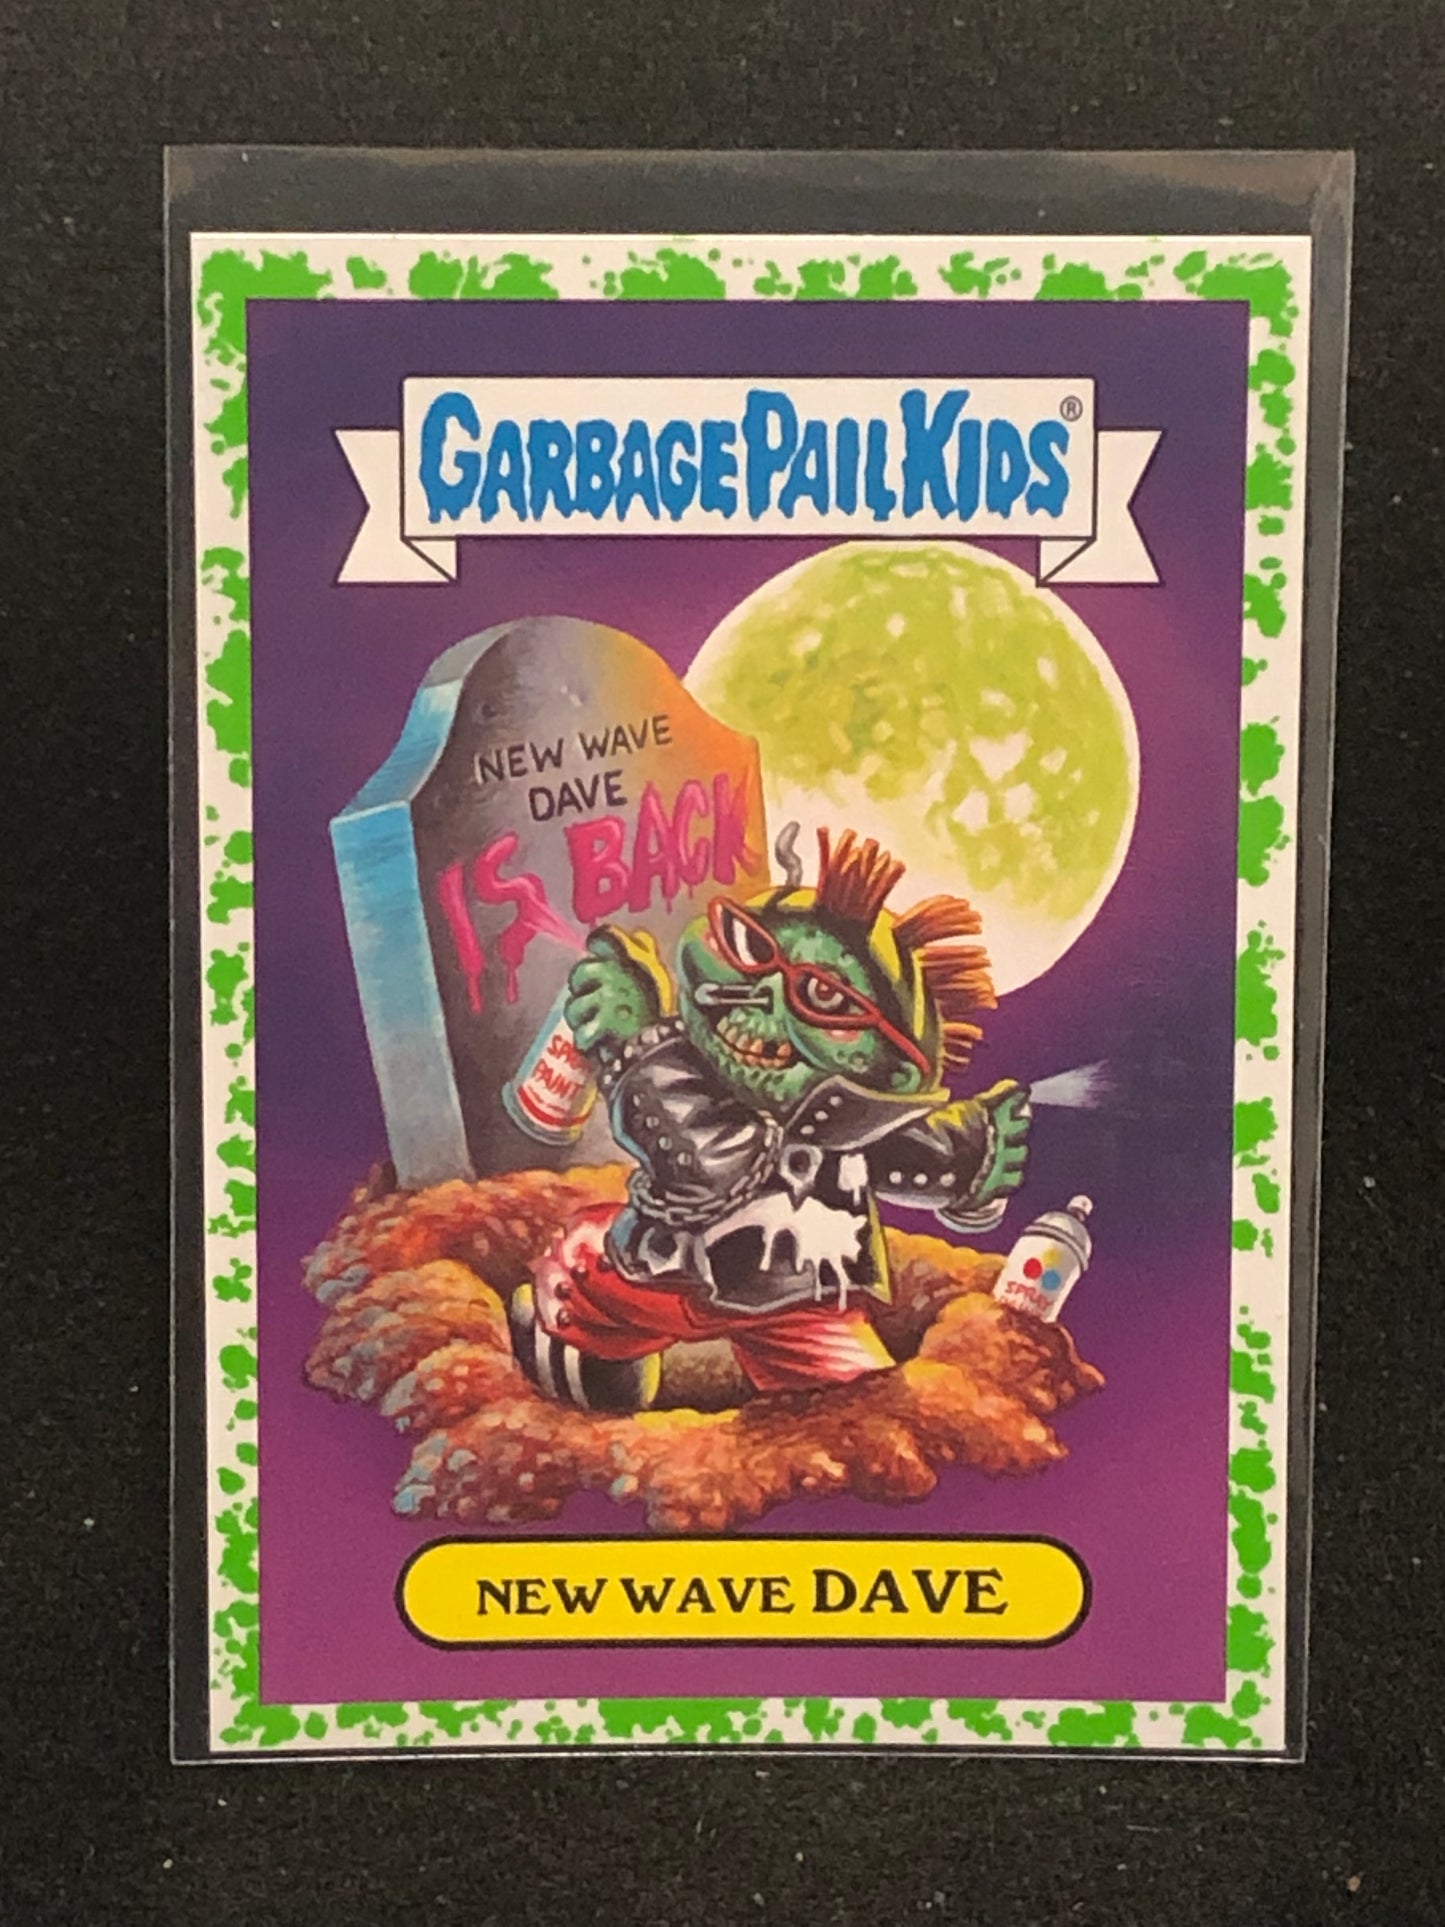 GARBAGE PAIL KIDS®
NEW WAVE
DAVE
IS BACK
SPRAY
PAINT
SPRAY
NEW WAVE DAVE